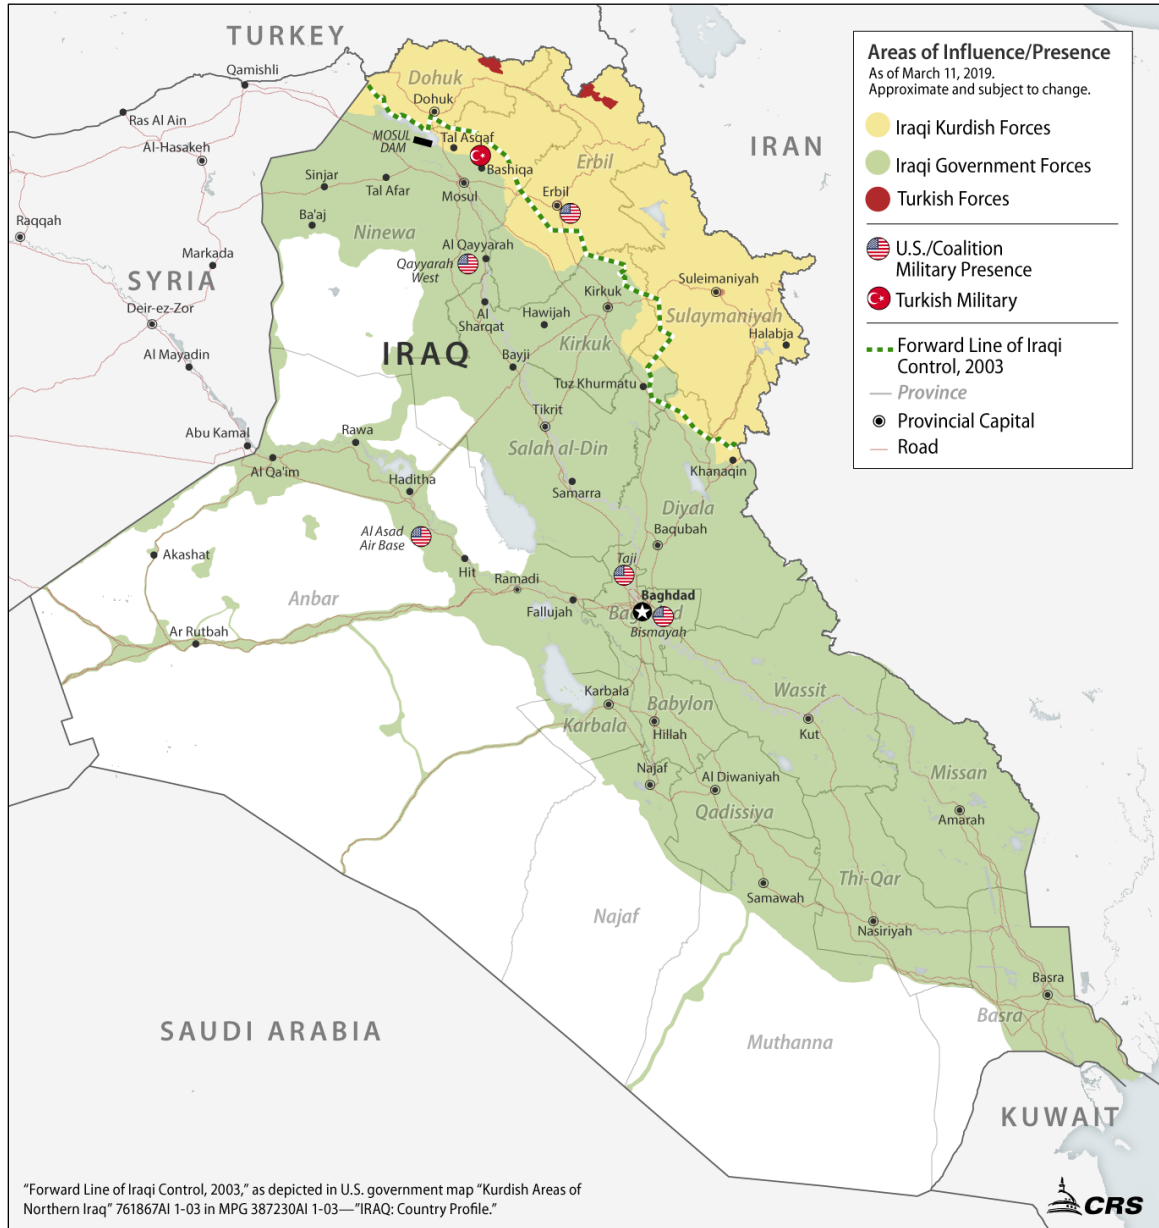 TURKEY
Qamishli
Dohuk
Dohuk
Ras Al Ain
Al-Hasakeh
MOSUL
DAM
Tal Asqaf
Bashiqa
Erbil
IRAN
Sinjar
Tal Afar
Mosul
Erbil
Raqqah
Ba'aj
Ninewa
Al Qayyarah
Qayyarah
West
Markada
SYRIA
Suleimaniyah
Kirkuk
Deir-ez-Zor
Al
Sharqat
Hawijah
Sulaymaniyah
Halabja
Kirkuk
Al Mayadin
IRAQ
Bayji
Tuz Khurmatu
Tikrit
Abu Kamal
Rawa
Salah al-Din
Al Qa'im
Khanaqin
Haditha
Samarra
Diyala
Al Asad
Air Base
Baqubah
Akashat
Taji
Hit
Ramadi
Anbar
Baghdad
Fallujah
Baghdad
Bismayah
Ar Rutbah
Karbala
Babylon
Wassit
Karbala
Hillah
Kut
Najaf
Al Diwaniyah
Missan
Qadissiya
Amarah
Thi-Qar
Samawah
Najaf
Nasiriyah
Basra
Basra
SAUDI ARABIA
Muthanna
KUWAIT
Areas of Influence/Presence
As of March 11, 2019.
Approximate and subject to change.
Iraqi Kurdish Forces
Iraqi Government Forces
Turkish Forces
U.S./Coalition
Military Presence
Turkish Military
Forward Line of Iraqi
Control, 2003
Province
Provincial Capital
Road
“Forward Line of Iraqi Control, 2003,” as depicted in U.S. government map “Kurdish Areas of
Northern Iraq” 761867AI 1-03 in MPG 387230AI 1-03—”IRAQ: Country Profile.”
CRS